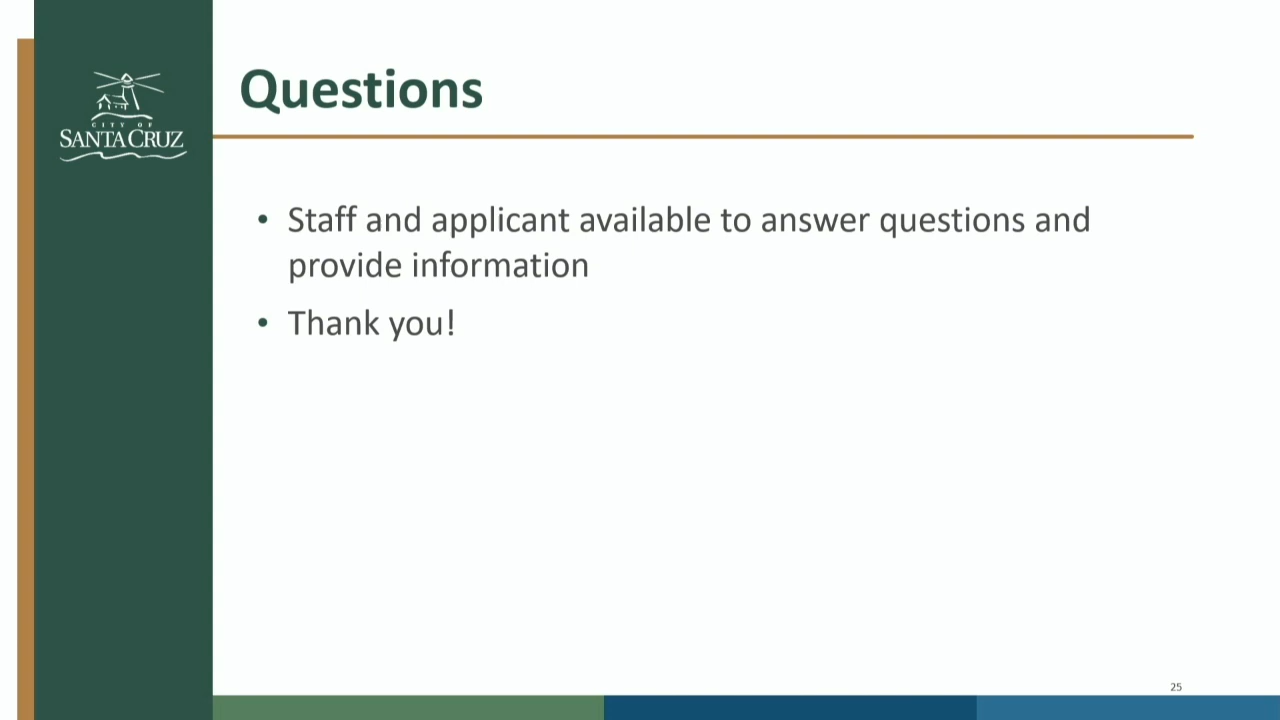 CITY OF
SANTA CRUZ
Questions
• Staff and applicant available to answer questions and
provide information
• Thank you!
25